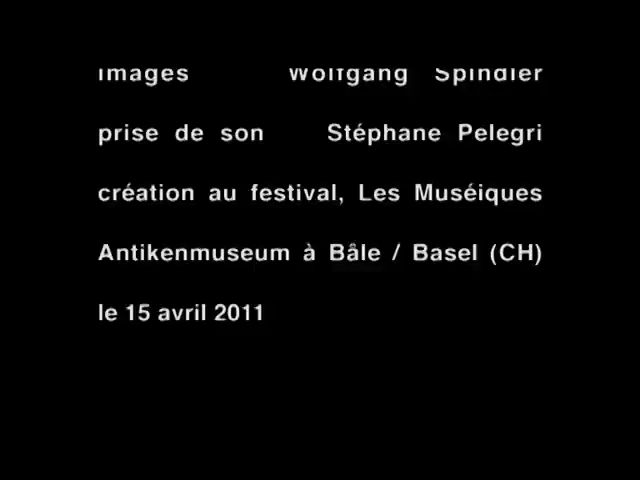 images Wolfgang Spindler
prise de son Stéphane Pelegri
création au festival, Les Muséiques
Antikenmuseum à Bâle / Basel (CH)
le 15 avril 2011